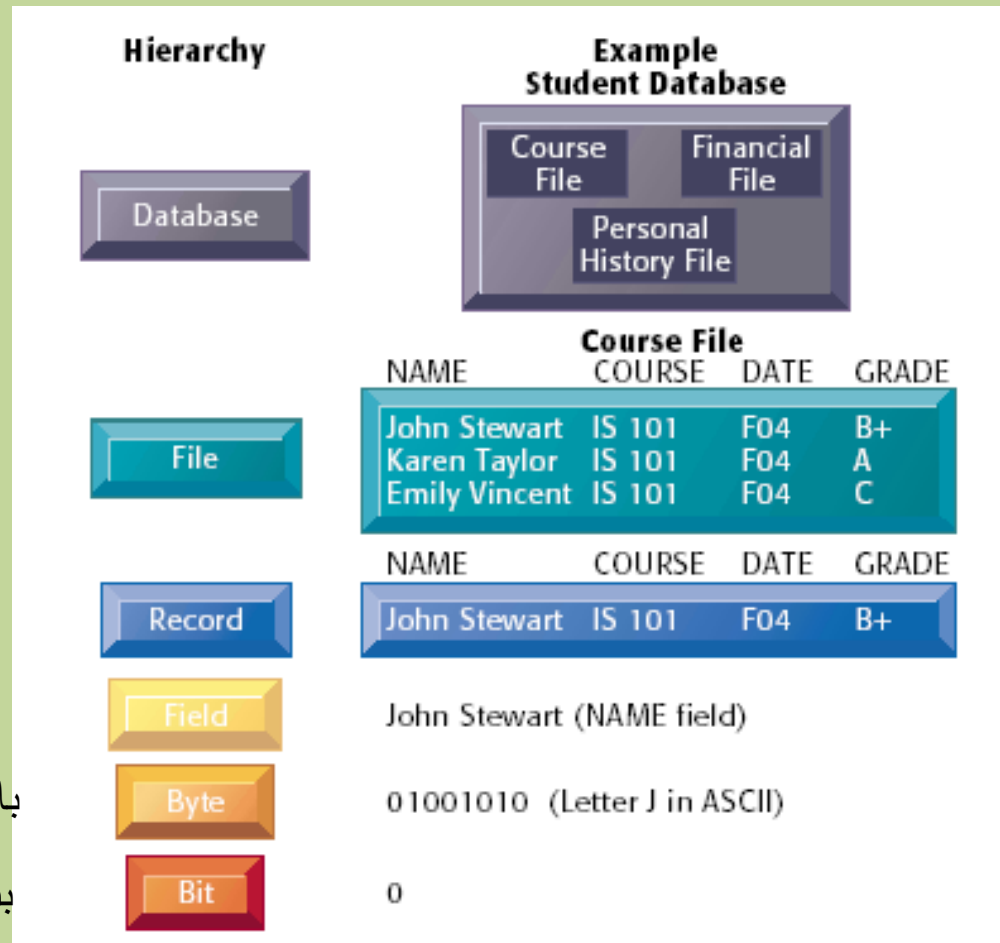 Hierarchy
Example
Student Database
Database
Course
File
Financial
File
Personal
History File
Course File
NAME COURSE DATE GRADE
File
John Stewart IS 101 F04 B+
Karen Taylor IS 101 F04 A
Emily Vincent IS 101 F04 C
NAME COURSE DATE GRADE
Record
John Stewart IS 101 F04 B+
Field
John Stewart (NAME field)
Byte
01001010 (Letter J in ASCII)
Bit
0